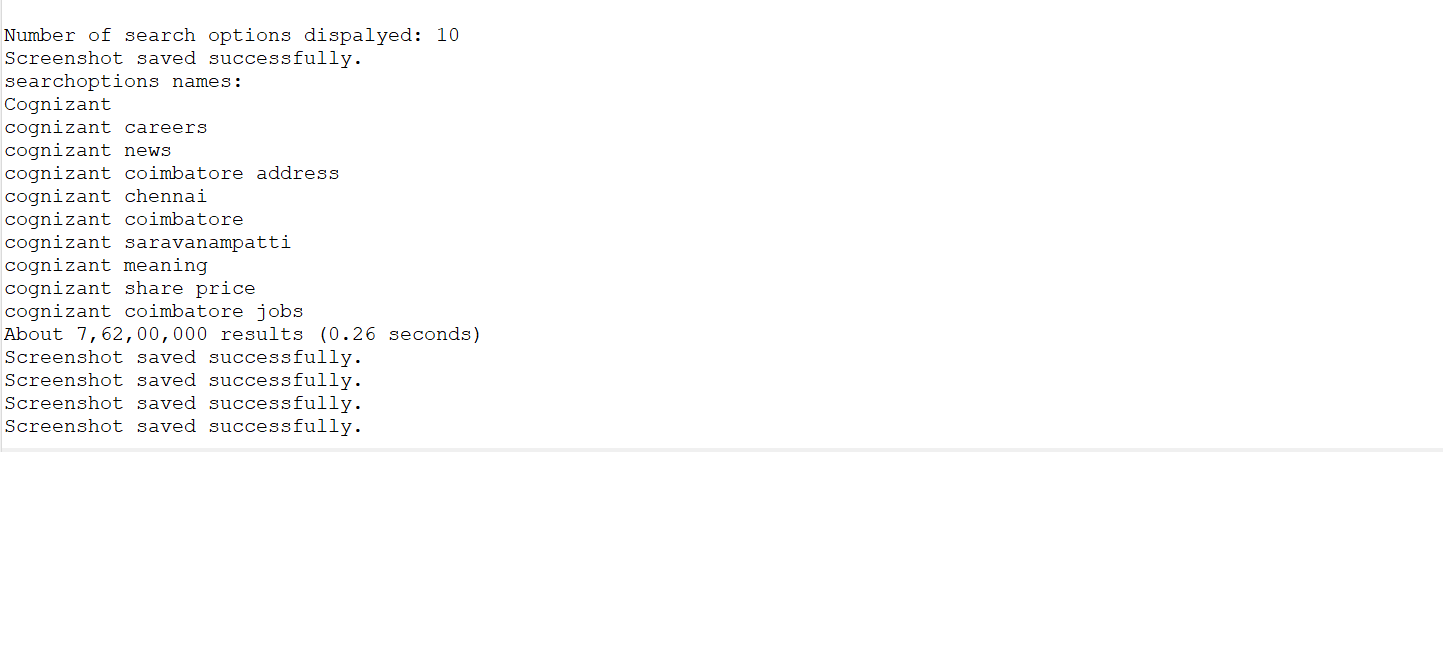 Number of search options dispalyed: 10
Screenshot saved successfully.
searchoptions names:
Cognizant
cognizant careers
cognizant news
cognizant coimbatore address
cognizant chennai
cognizant coimbatore
cognizant saravanampatti
cognizant meaning
cognizant share price
cognizant coimbatore jobs
About 7,62,00,000 results (0.26 seconds)
Screenshot saved successfully.
Screenshot saved successfully.
Screenshot saved successfully.
Screenshot saved successfully.